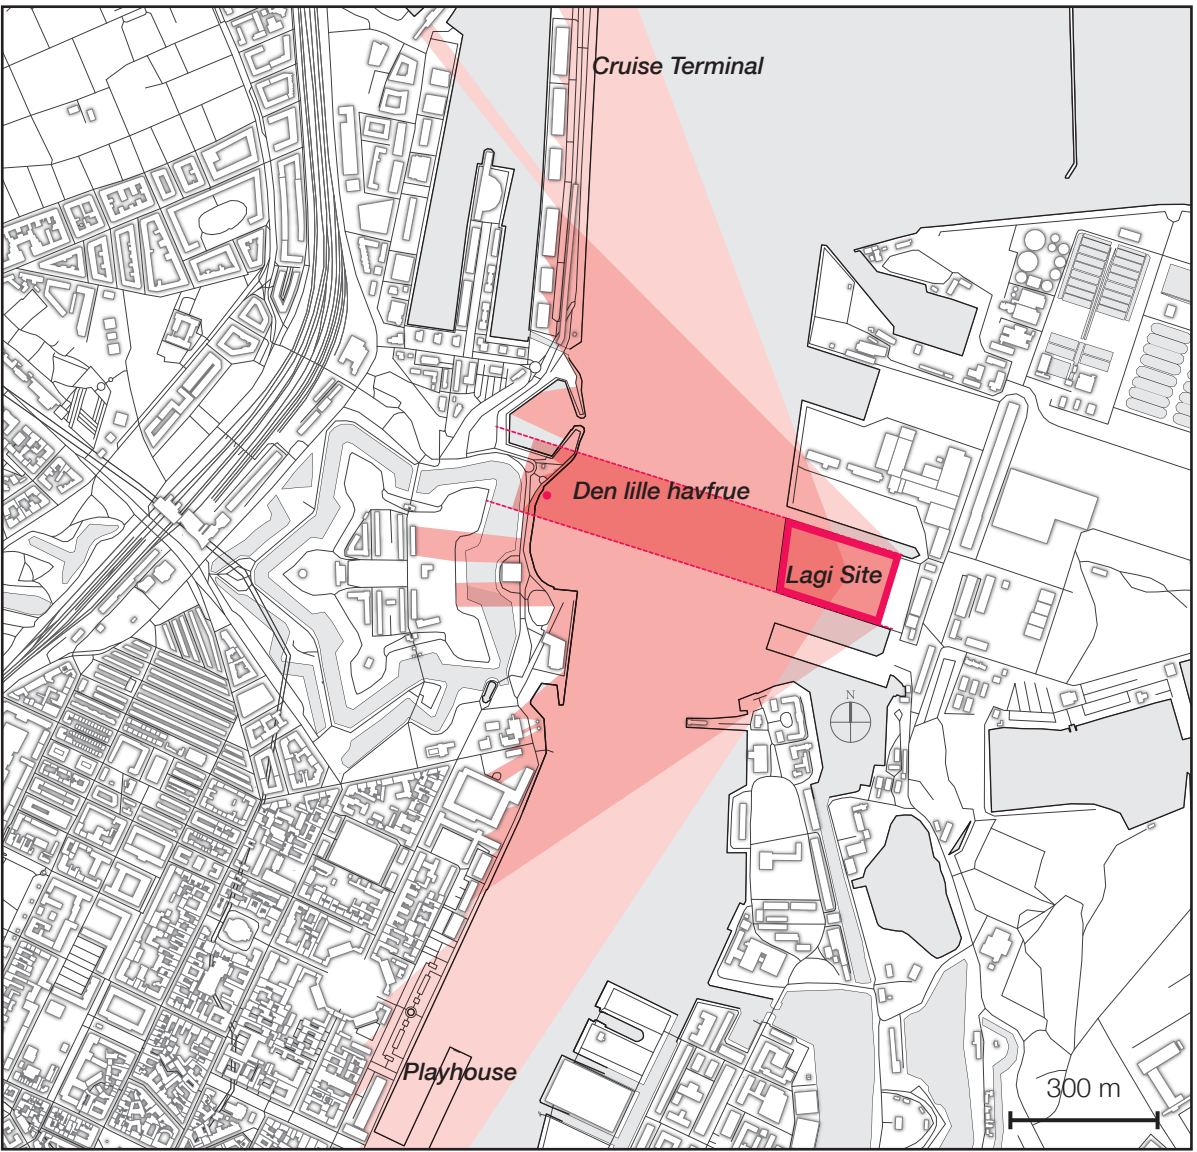 Cruise Terminal
Den lille havfrue
Lagi Site
N
Playhouse
300 m